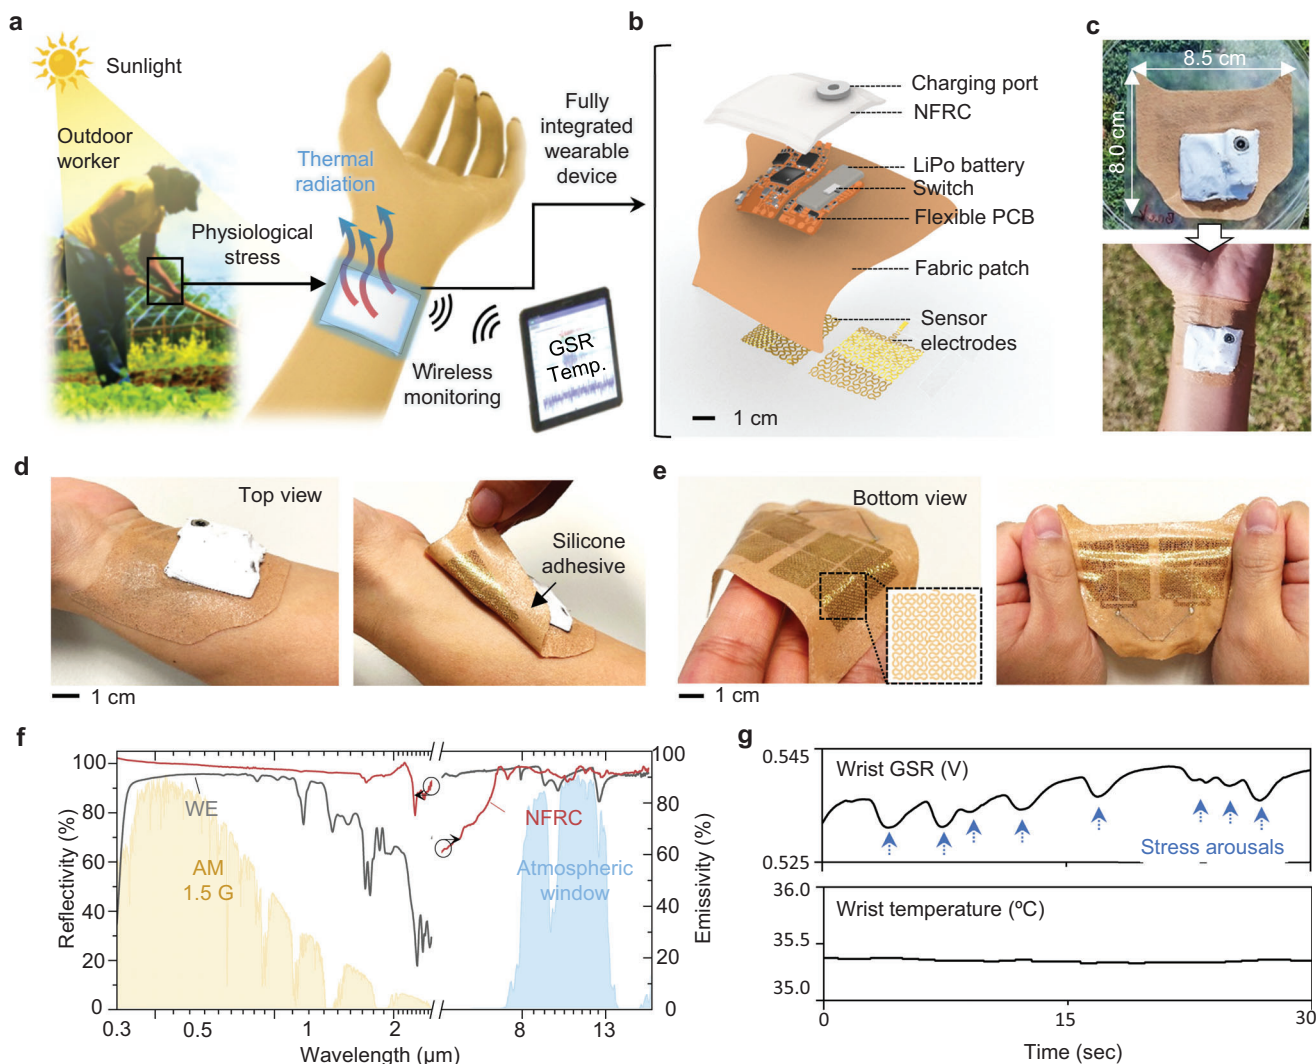 a
Sunlight
Outdoor
worker
Thermal
radiation
Physiological
stress
Fully
integrated
wearable
device
Wireless
monitoring
GSR
Temp.
b
Charging port
NFRC
LiPo battery
Switch
Flexible PCB
Fabric patch
Sensor
electrodes
1 cm
c
8.5 cm
8.0 cm
d
Top view
Silicone
adhesive
1 cm
e
Bottom view
1 cm
f
100
80
60
40
20
0
Reflectivity (%)
WE
AM
1.5 G
NFRC
Atmospheric
window
100
80
60
40
20
0
Emissivity (%)
0.3
0.5
1
2
8
13
Wavelength (µm)
g
0.545
Wrist GSR (V)
Stress arousals
0.525
36.0
Wrist temperature (ºC)
35.5
35.0
0
15
30
Time (sec)